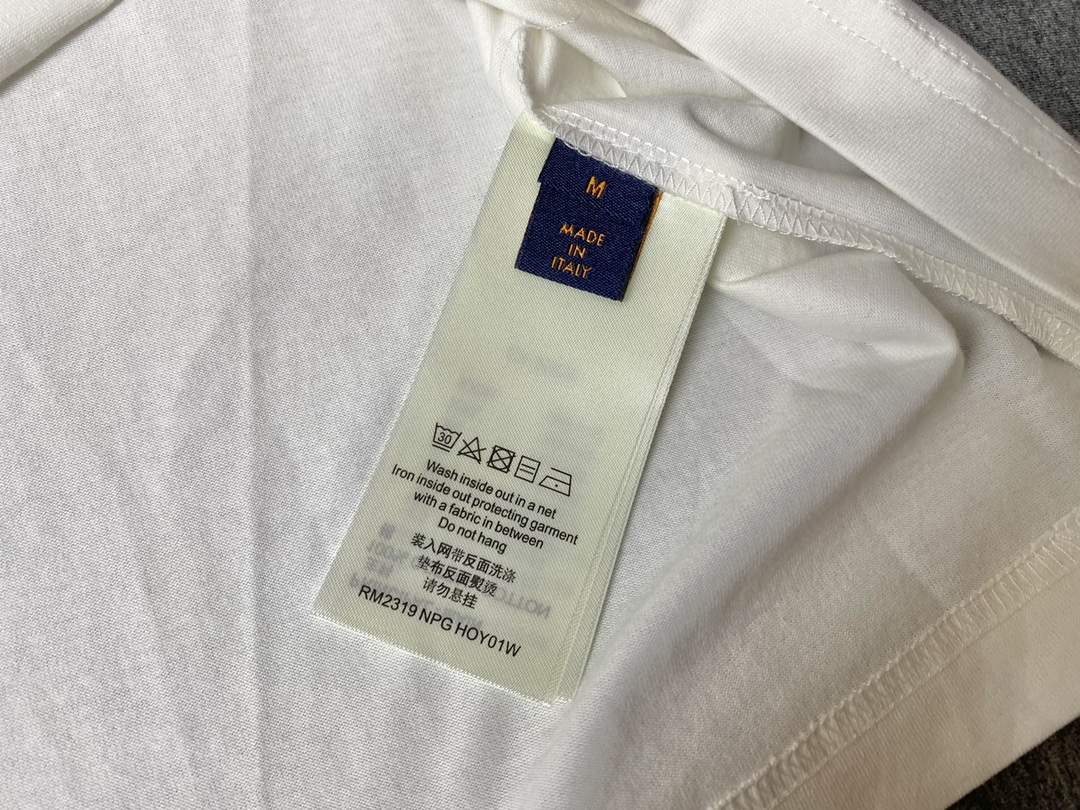 M
MADE
IN
ITALY
30
Wash inside out in a net
Iron inside out protecting garment
with a fabric in between
Do not hang
装入网带反面洗涤
垫布反面熨烫
请勿悬挂
RM2319 NPG HOY01W